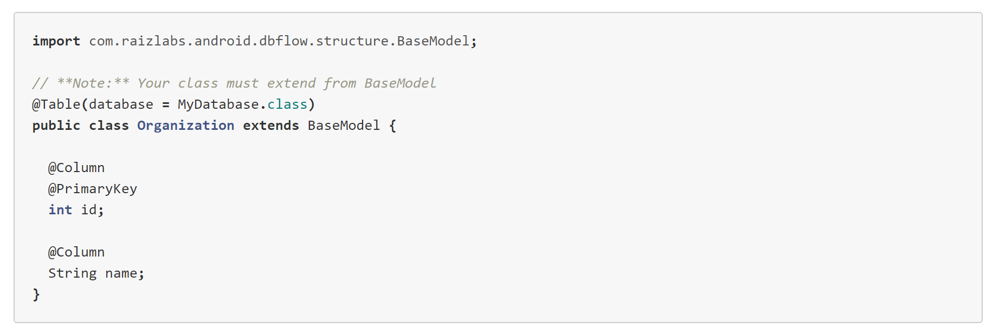 import com.raizlabs.android.dbflow.structure.BaseModel;
// **Note:** Your class must extend from BaseModel
@Table(database = MyDatabase.class)
public class Organization extends BaseModel {
@Column
@PrimaryKey
int id;
@Column
String name;
}